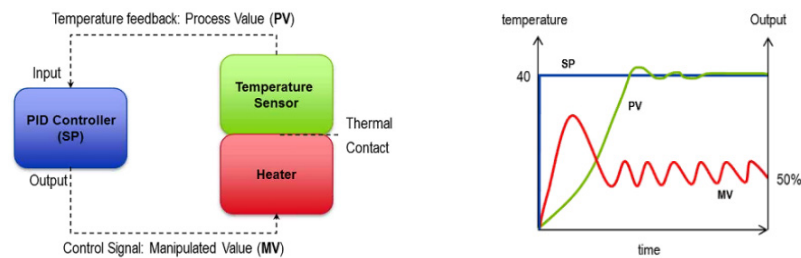 Temperature feedback: Process Value (PV)
Input
PID Controller
(SP)
Output
Temperature
Sensor
Thermal
Contact
Heater
Control Signal: Manipulated Value (MV)
temperature
Output
SP
40
PV
50%
MV
time